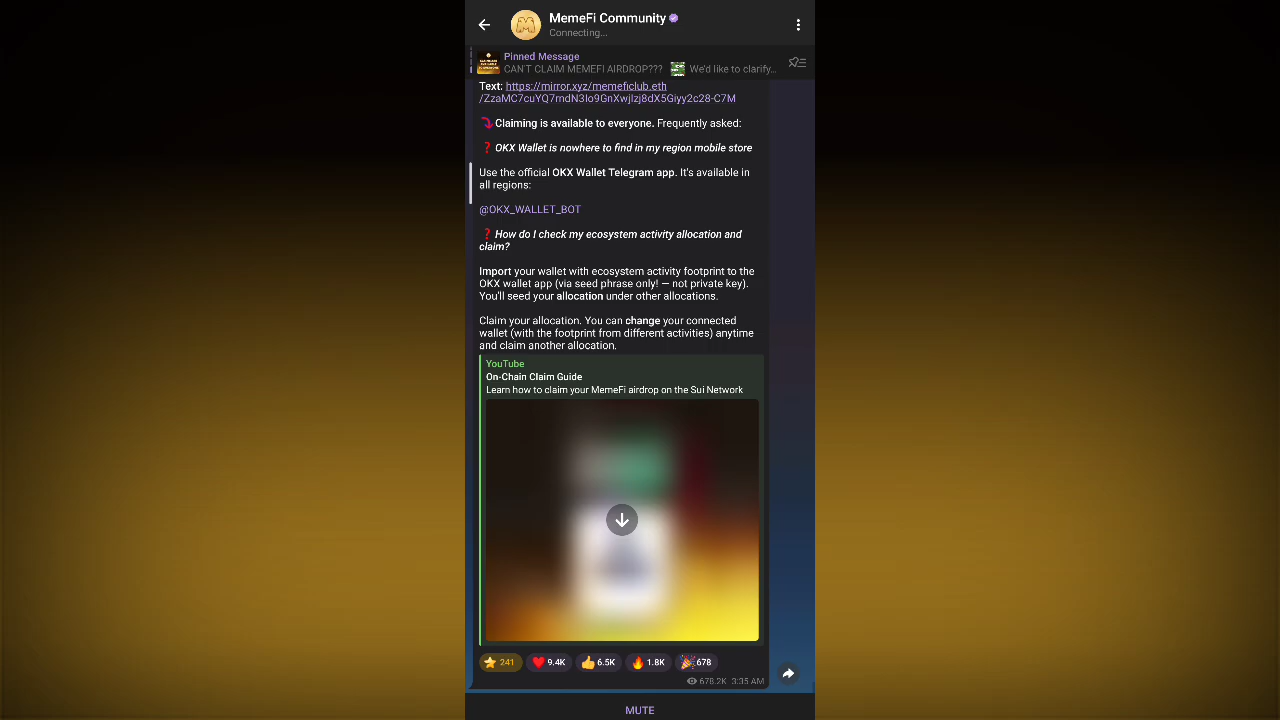 MemeFi Community
Connecting...
Pinned Message
CAN'T CLAIM MEMEFI AIRDROP??? We'd like to clarify...
Text: https://mirror.xyz/memeficlub.eth
/ZzaMC7cuYQ7mdN3Io9GnXwjIzj8dX5Giyy2c28-C7M
Claiming is available to everyone. Frequently asked:
❓ OKX Wallet is nowhere to find in my region mobile store
Use the official OKX Wallet Telegram app. It's available in
all regions:
@OKX_WALLET_BOT
❓ How do I check my ecosystem activity allocation and
claim?
Import your wallet with ecosystem activity footprint to the
OKX wallet app (via seed phrase only! — not private key).
You'll seed your allocation under other allocations.
Claim your allocation. You can change your connected
wallet (with the footprint from different activities) anytime
and claim another allocation.
YouTube
On-Chain Claim Guide
Learn how to claim your MemeFi airdrop on the Sui Network
241 9.4K 6.5K 1.8K 678
678.2K 3:35 AM
MUTE